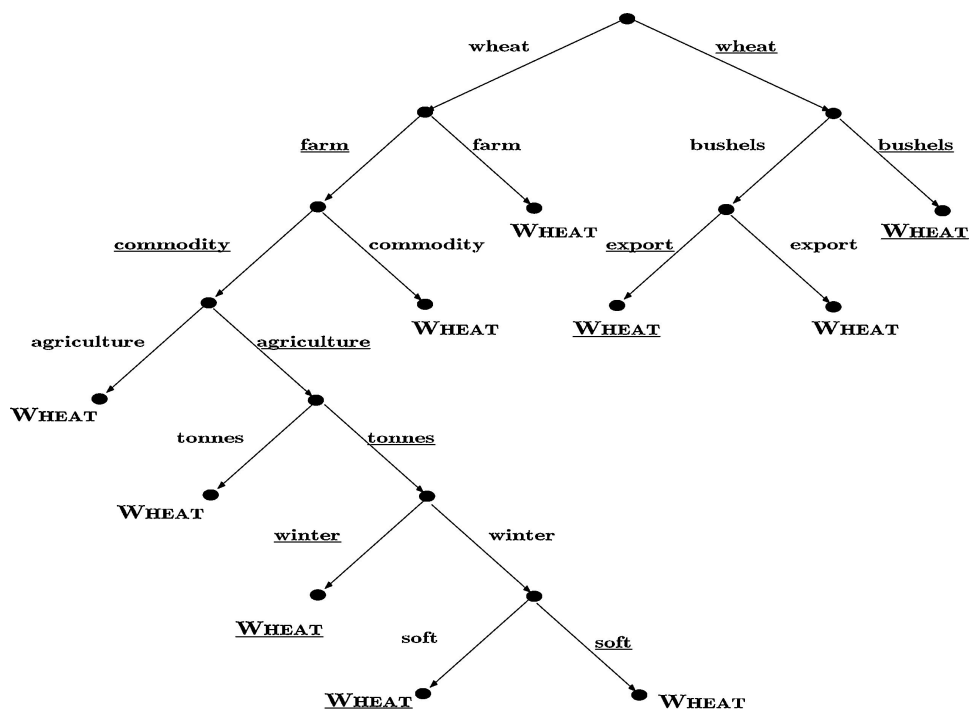 wheat
wheat
farm
farm
bushels
bushels
commodity
commodity
WHEAT
export
export
WHEAT
agriculture
agriculture
WHEAT
WHEAT
WHEAT
WHEAT
tonnes
tonnes
WHEAT
winter
winter
WHEAT
soft
soft
WHEAT
WHEAT